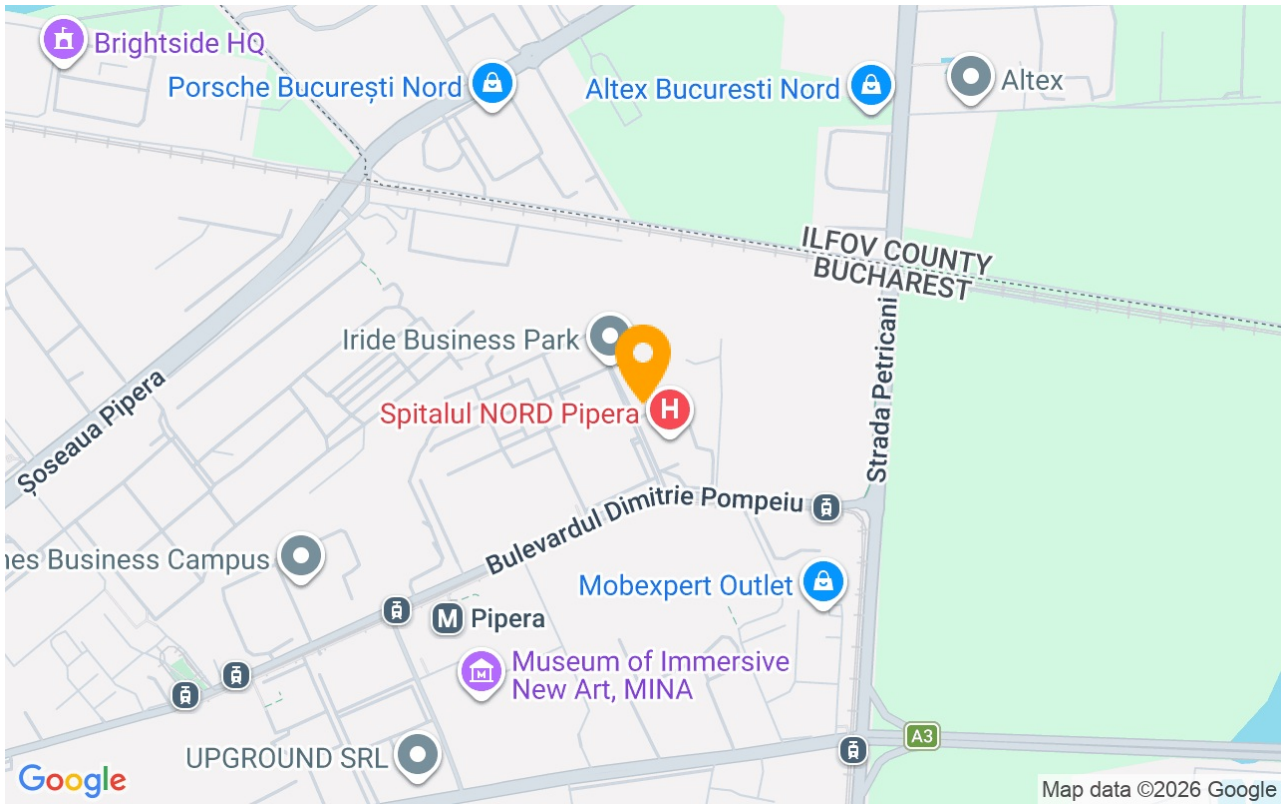 Brightside HQ
Porsche București Nord
Altex Bucuresti Nord
Altex
ILFOV COUNTY
BUCHAREST
Iride Business Park
Șoseaua Pipera
Strada Petricani
Spitalul NORD Pipera
H
Bulevardul Dimitrie Pompeiu
nes Business Campus
Mobexpert Outlet
M Pipera
Museum of Immersive
New Art, MINA
UPGROUND SRL
A3
Google
Map data ©2026 Google